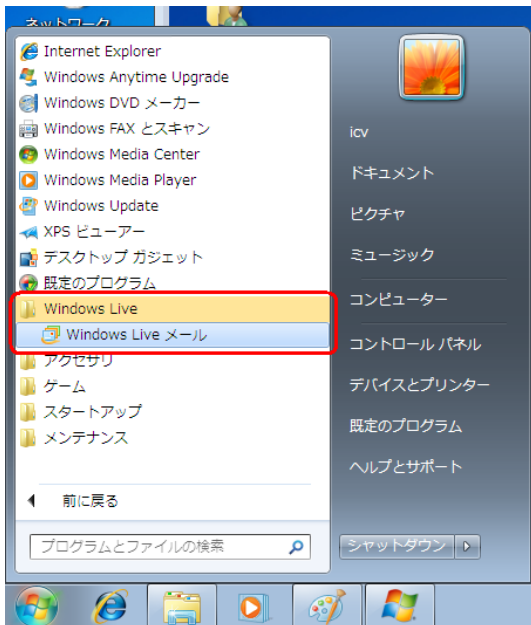 ネットワーク
Internet Explorer
Windows Anytime Upgrade
Windows DVD メーカー
Windows FAX とスキャン
Windows Media Center
Windows Media Player
Windows Update
XPS ビューアー
デスクトップ ガジェット
既定のプログラム
Windows Live
Windows Live メール
アクセサリ
ゲーム
スタートアップ
メンテナンス
前に戻る
プログラムとファイルの検索
icv
ドキュメント
ピクチャ
ミュージック
コンピューター
コントロール パネル
デバイスとプリンター
既定のプログラム
ヘルプとサポート
シャットダウン